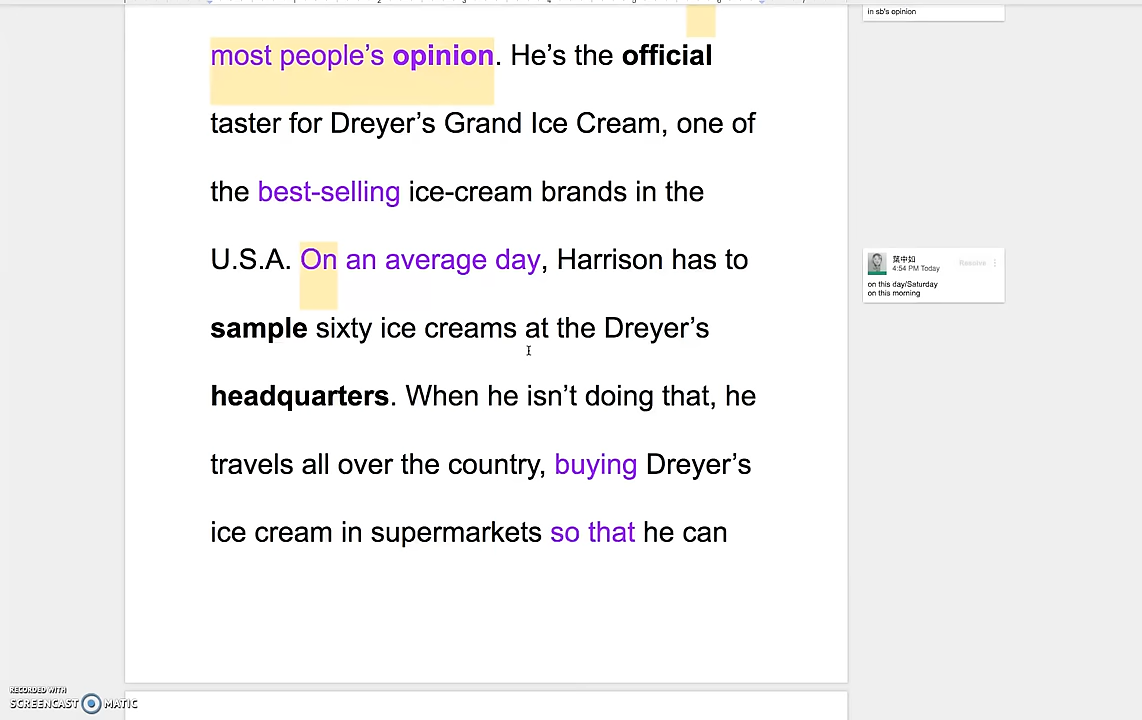 in sb's opinion
most people's opinion. He's the official
taster for Dreyer's Grand Ice Cream, one of
the best-selling ice-cream brands in the
U.S.A. On an average day, Harrison has to
sample sixty ice creams at the Dreyer's
headquarters. When he isn't doing that, he
travels all over the country, buying Dreyer's
ice cream in supermarkets so that he can
葉中如
4:54 PM Today
Resolve
on this day/Saturday
on this morning
RECORDED WITH
SCREENCAST MATIC